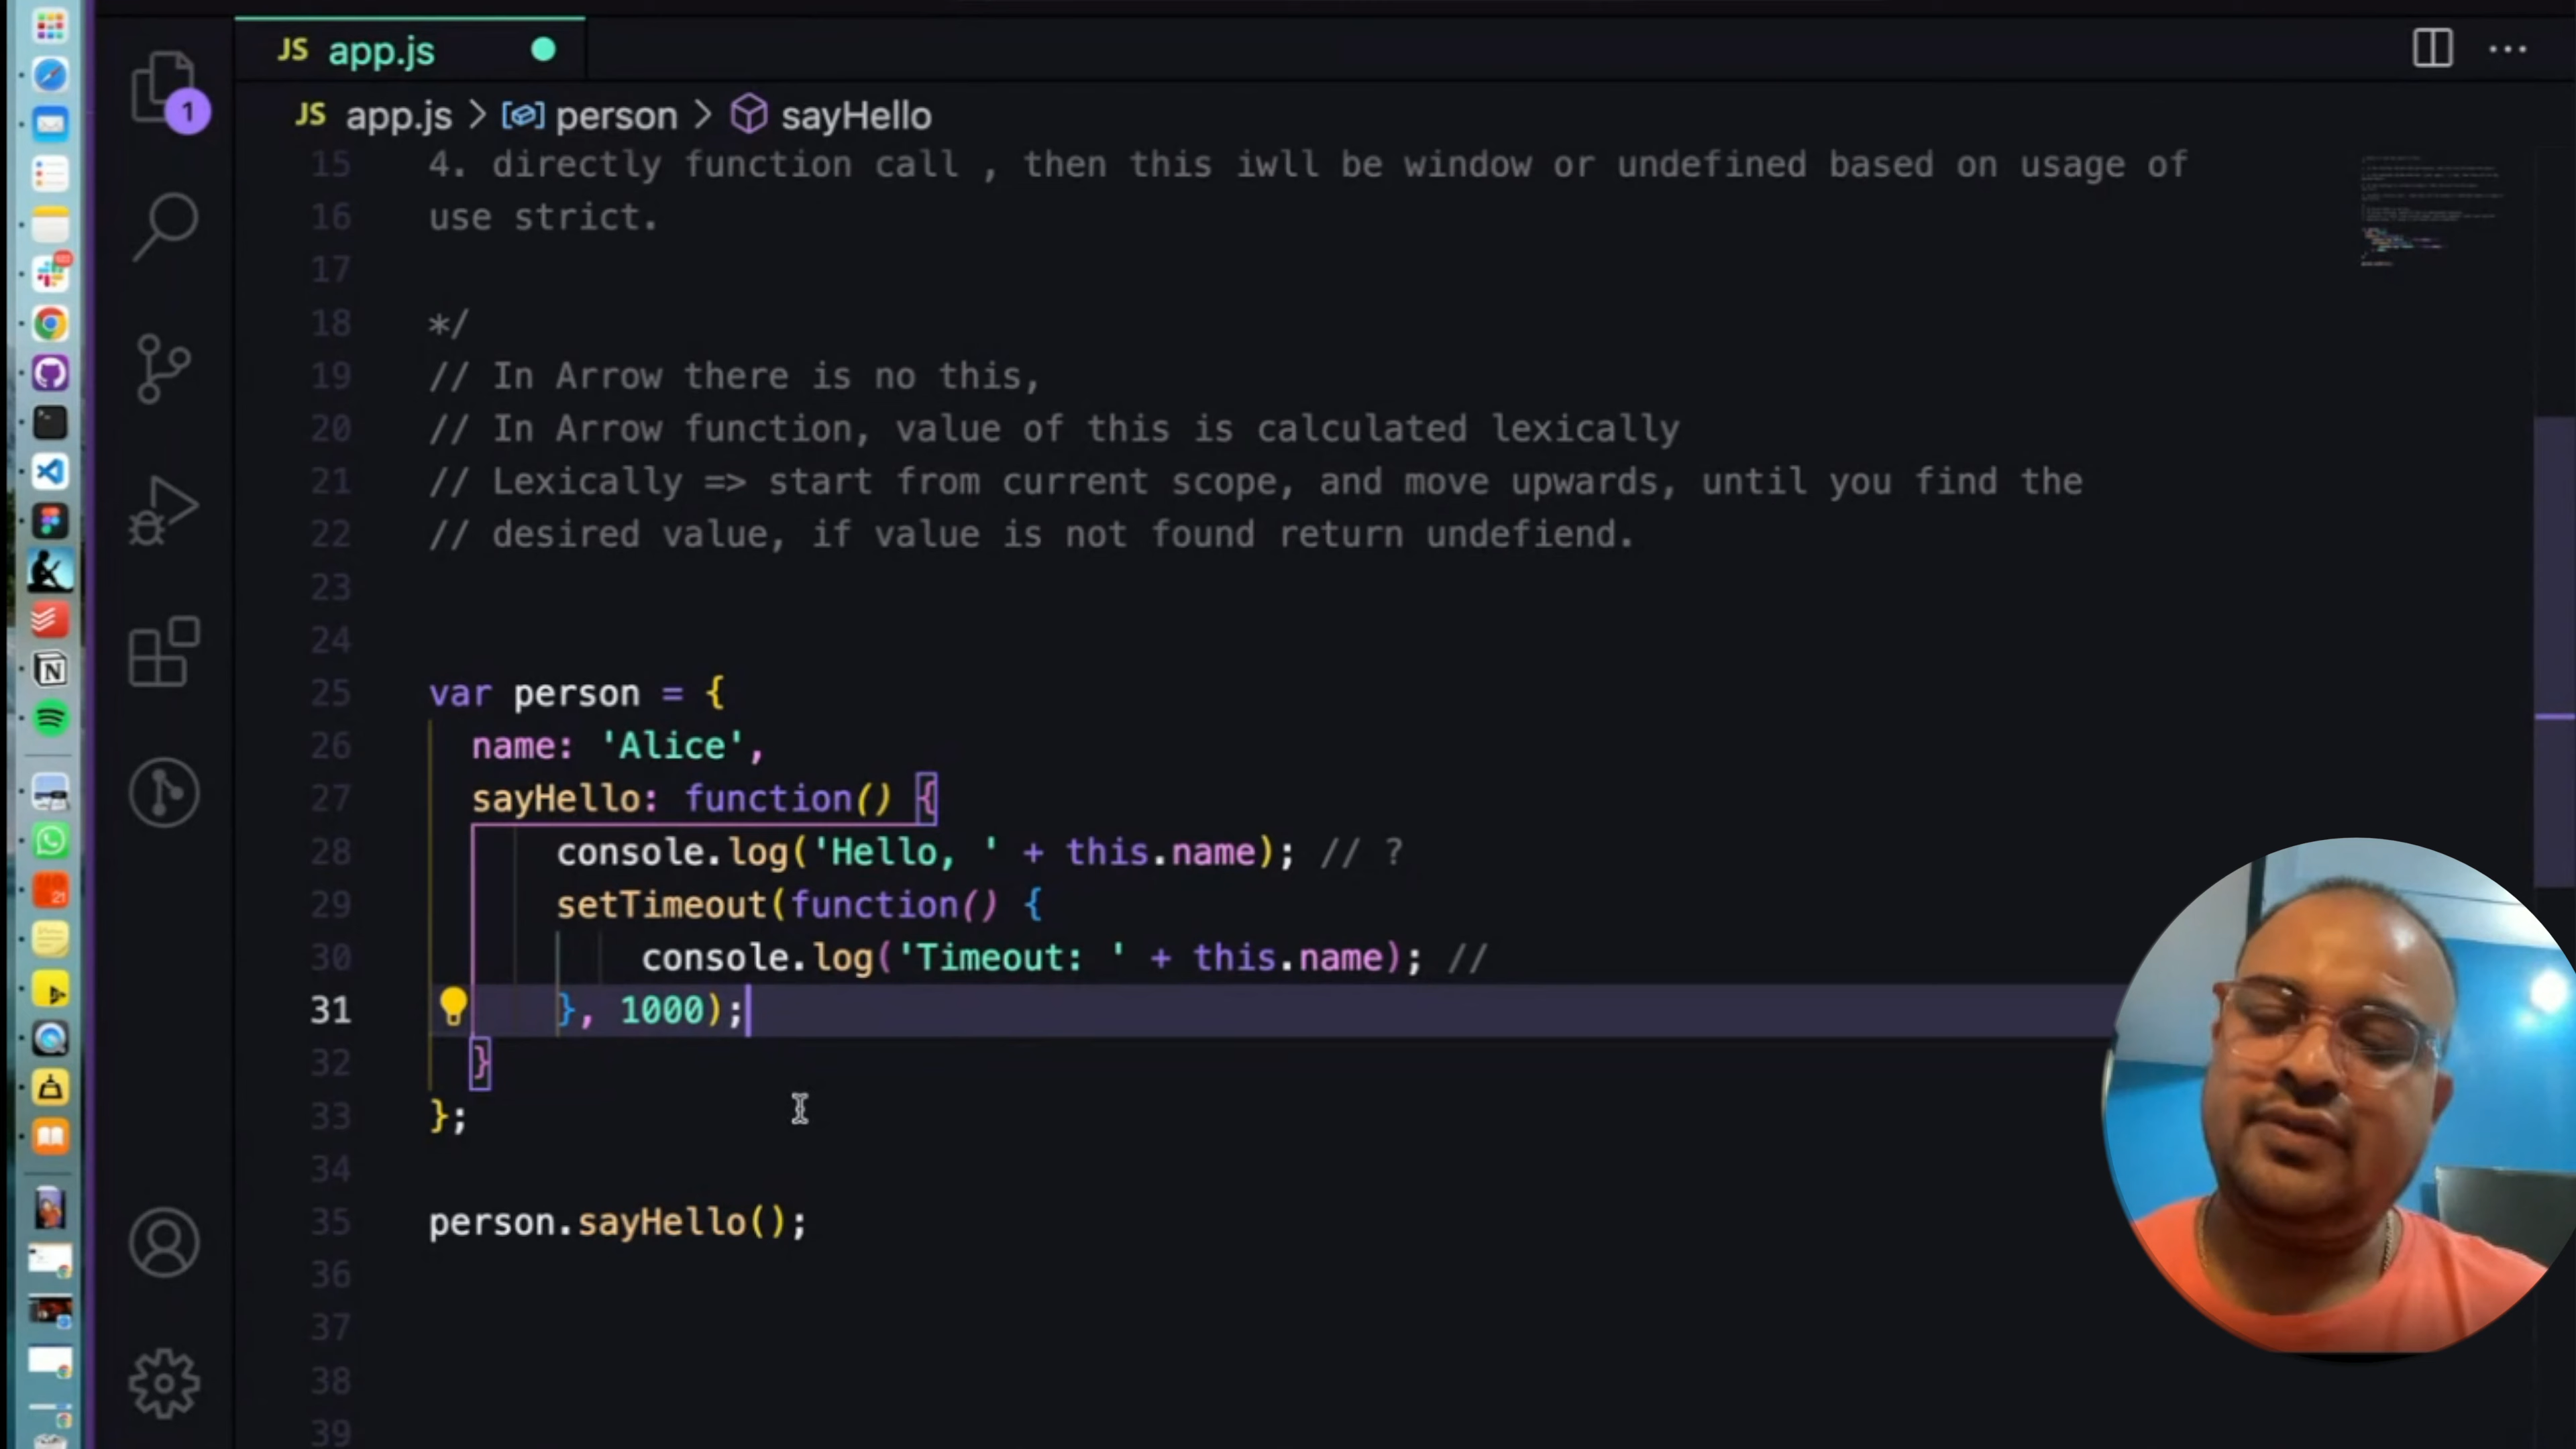 JS app.js
1
JS app.js > person > sayHello
15 4. directly function call , then this iwll be window or undefined based on usage of
16 use strict.
17
18 */
19 // In Arrow there is no this,
20 // In Arrow function, value of this is calculated lexically
21 // Lexically => start from current scope, and move upwards, until you find the
22 // desired value, if value is not found return undefiend.
23
24
25 var person = {
26 name: 'Alice',
27 sayHello: function() {
28 console.log('Hello, ' + this.name); // ?
29 setTimeout(function() {
30 console.log('Timeout: ' + this.name); //
31 }, 1000);
32 }
33 };
34
35 person.sayHello();
36
37
38
39